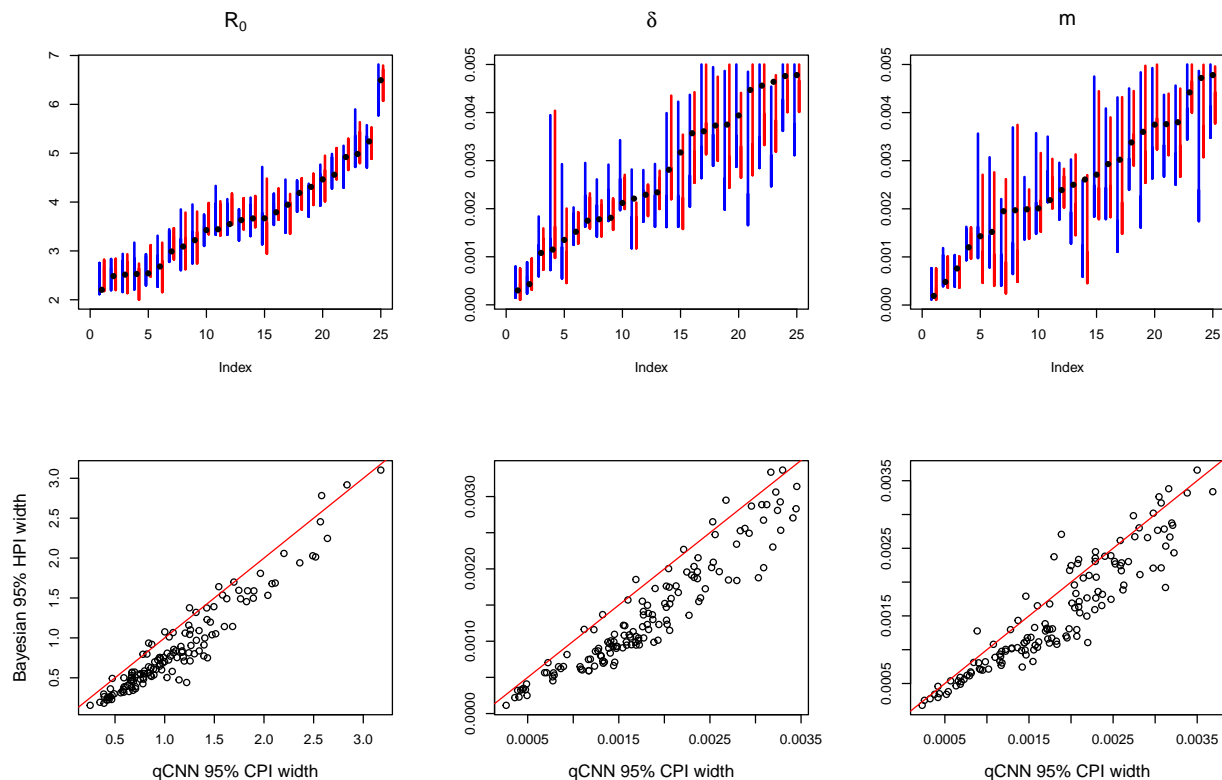 R0 δ m
7
6
5
4
3
2
0 5 10 15 20 25
Index
0.005
0.004
0.003
0.002
0.001
0.000
0 5 10 15 20 25
Index
0.005
0.004
0.003
0.002
0.001
0.000
0 5 10 15 20 25
Index
Bayesian 95% HPI width
3.0
2.5
2.0
1.5
1.0
0.5
0.5 1.0 1.5 2.0 2.5 3.0
qCNN 95% CPI width
0.0030
0.0020
0.0010
0.0000
0.0005 0.0015 0.0025 0.0035
qCNN 95% CPI width
0.0035
0.0025
0.0015
0.0005
0.0005 0.0015 0.0025 0.0035
qCNN 95% CPI width